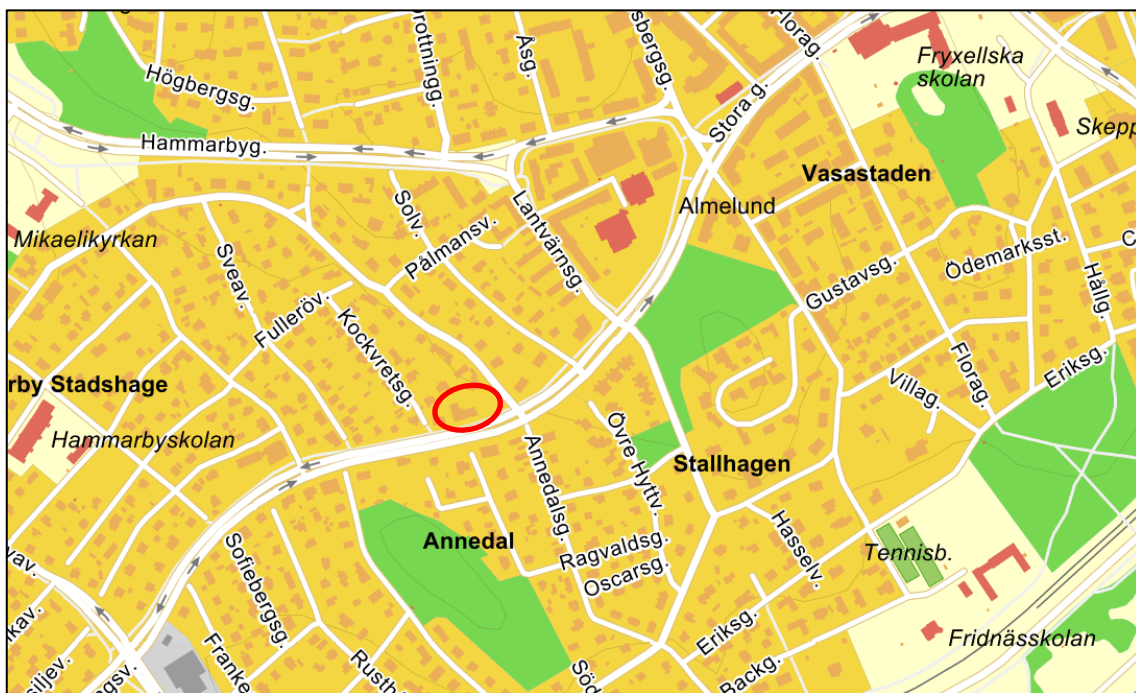 Florag.
Åsg.
Fryxellska
skolan
Högbergsg.
Stora g.
Skepp
Hammarbyg.
Vasastaden
Solv.
Lantvärnsg.
Almelund
Mikaelikyrkan
Pålmansv.
Ödemarksst.
Sveav.
Gustavsg.
Hållg.
Fulleröv.
Kockvretsg.
Florag.
Eriksg.
rby Stadshage
Villag.
Hammarbyskolan
Övre Hyttv.
Annedalsg.
Stallhagen
Annedal
Hasselv.
Ragvaldsg.
Tennisb.
Oscarsg.
Sofiebergsg.
Eriksg.
Fridnässkolan
Backg.